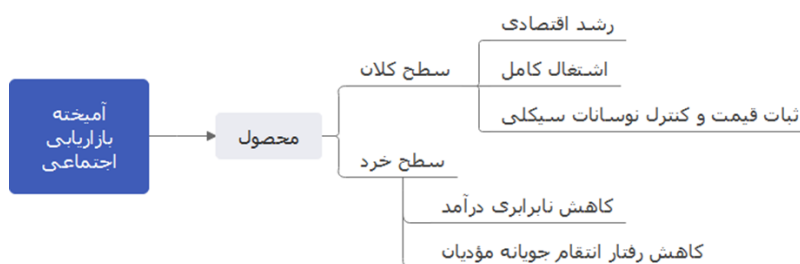 آمیخته
بازاریابی
اجتماعی
محصول
سطح کلان
رشد اقتصادی
اشتغال کامل
ثبات قیمت و کنترل نوسانات سیکلی
سطح خرد
کاهش نابرابری درآمد
کاهش رفتار انتقام جویانه مؤدیان